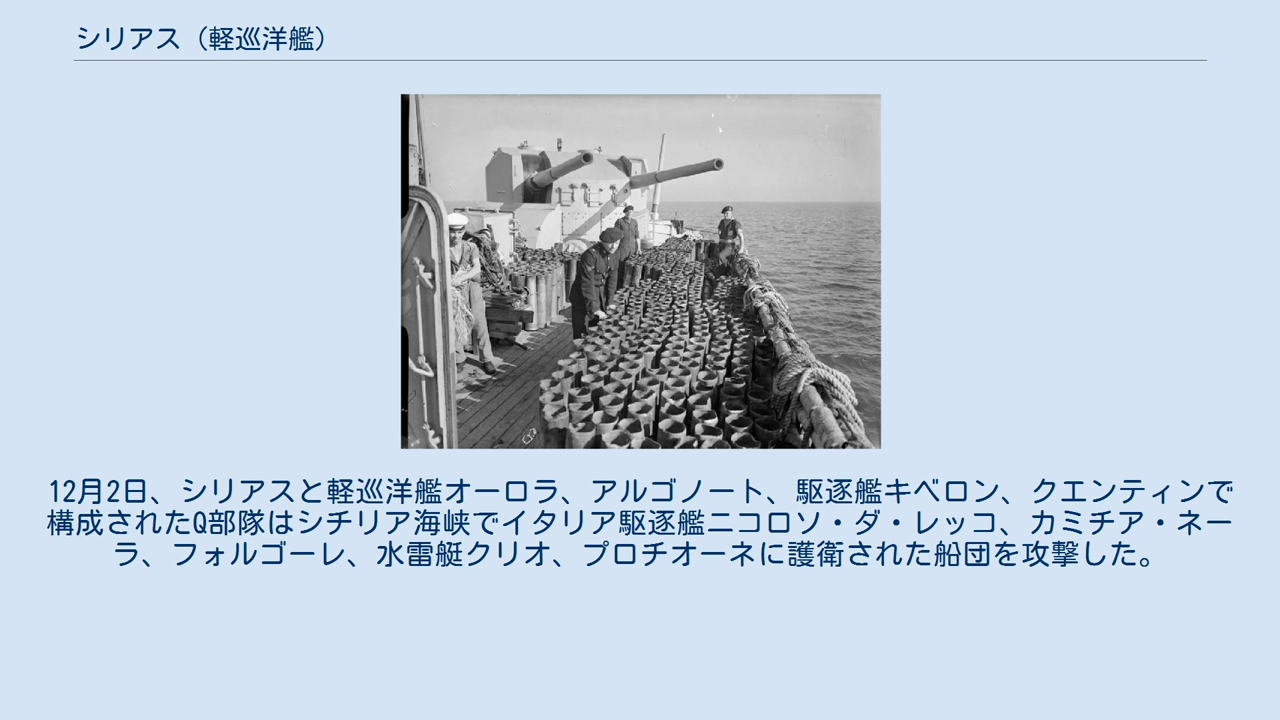 シリアス（軽巡洋艦）
12月2日、シリアスと軽巡洋艦オーロラ、アルゴノート、駆逐艦キベロン、クエンティンで
構成されたQ部隊はシチリア海峡でイタリア駆逐艦ニコロソ・ダ・レッコ、カミチア・ネー
ラ、フォルゴーレ、水雷艇クリオ、プロチオーネに護衛された船団を攻撃した。